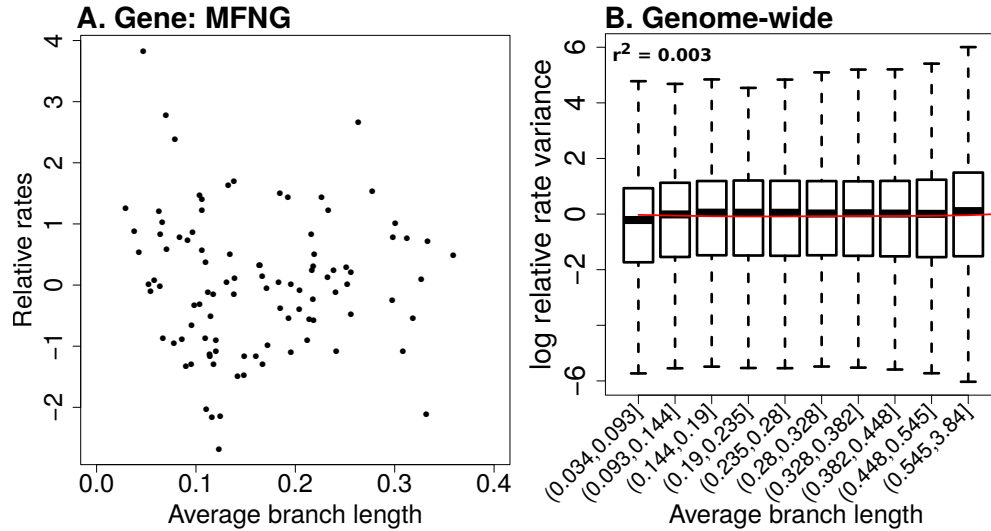 A. Gene: MFNG
Relative rates
4
3
2
1
0
−1
−2
0.0 0.1 0.2 0.3 0.4
Average branch length
B. Genome-wide
r² = 0.003
log relative rate variance
6
4
2
0
−2
−6
(0.034,0.093]
(0.093,0.144]
(0.144,0.19]
(0.19,0.235]
(0.235,0.28]
(0.28,0.328]
(0.328,0.382]
(0.382,0.448]
(0.448,0.545]
(0.545,3.84]
Average branch length